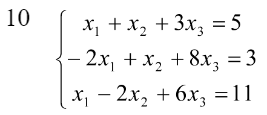 10
x₁ + x₂ + 3x₃ = 5
-2x₁ + x₂ + 8x₃ = 3
x₁ - 2x₂ + 6x₃ = 11